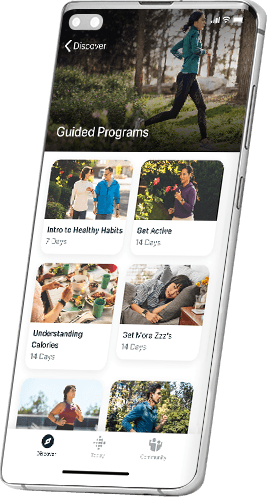 Discover
Guided Programs
Intro to Healthy Habits
7 Days
Get Active
14 Days
Understanding
Calories
14 Days
Get More Zzz's
14 Days
Discover
Today
Community